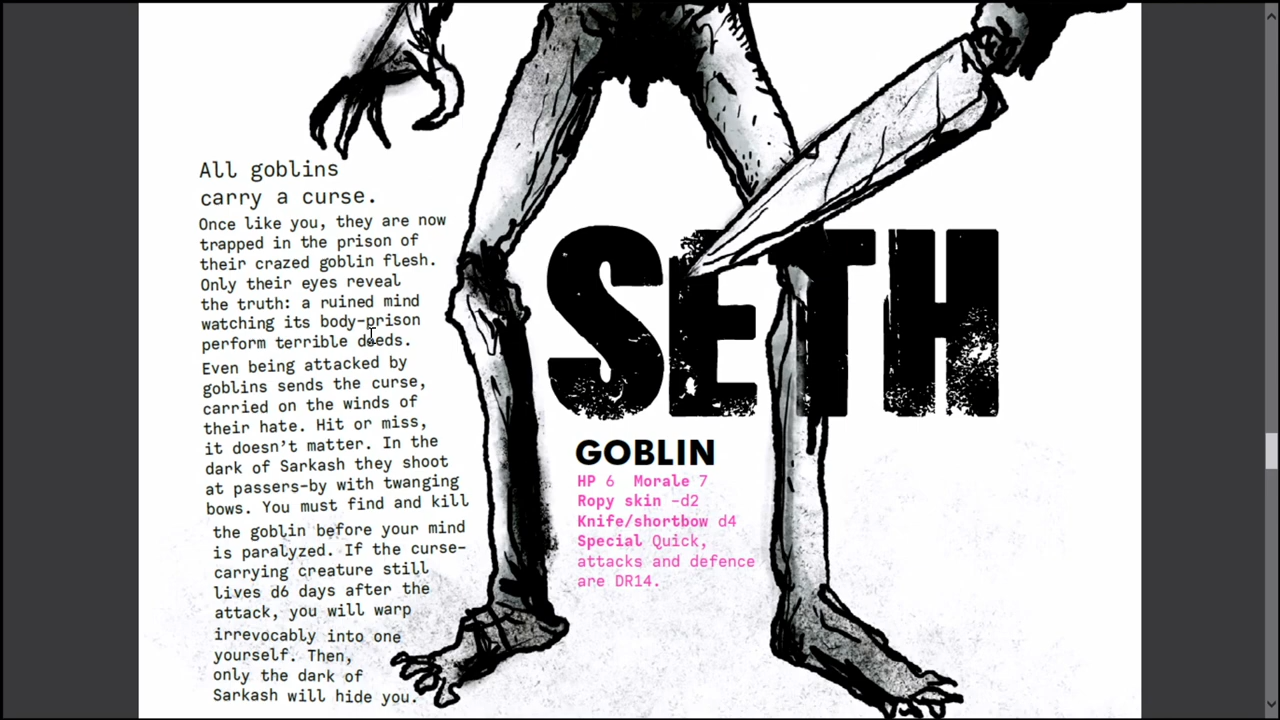 All goblins
carry a curse.
Once like you, they are now
trapped in the prison of
their crazed goblin flesh.
Only their eyes reveal
the truth: a ruined mind
watching its body-prison
perform terrible deeds.
Even being attacked by
goblins sends the curse,
carried on the winds of
their hate. Hit or miss,
it doesn't matter. In the
dark of Sarkash they shoot
at passers-by with twanging
bows. You must find and kill
the goblin before your mind
is paralyzed. If the curse-
carrying creature still
lives d6 days after the
attack, you will warp
irrevocably into one
yourself. Then,
only the dark of
Sarkash will hide you.
SETH
GOBLIN
HP 6 Morale 7
Ropy skin -d2
Knife/shortbow d4
Special Quick,
attacks and defence
are DR14.